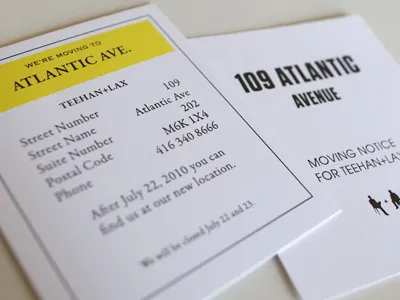 WE'RE MOVING TO
ATLANTIC AVE.
TEEHAN+LAX
Street Number 109
Street Name Atlantic Ave
Suite Number 202
Postal Code M6K 1X4
Phone 416 340 8666
After July 22, 2010 you can
find us at our new location.
We will be closed July 22 and 23.
109 ATLANTIC
AVENUE
MOVING NOTICE
FOR TEEHAN+LAX